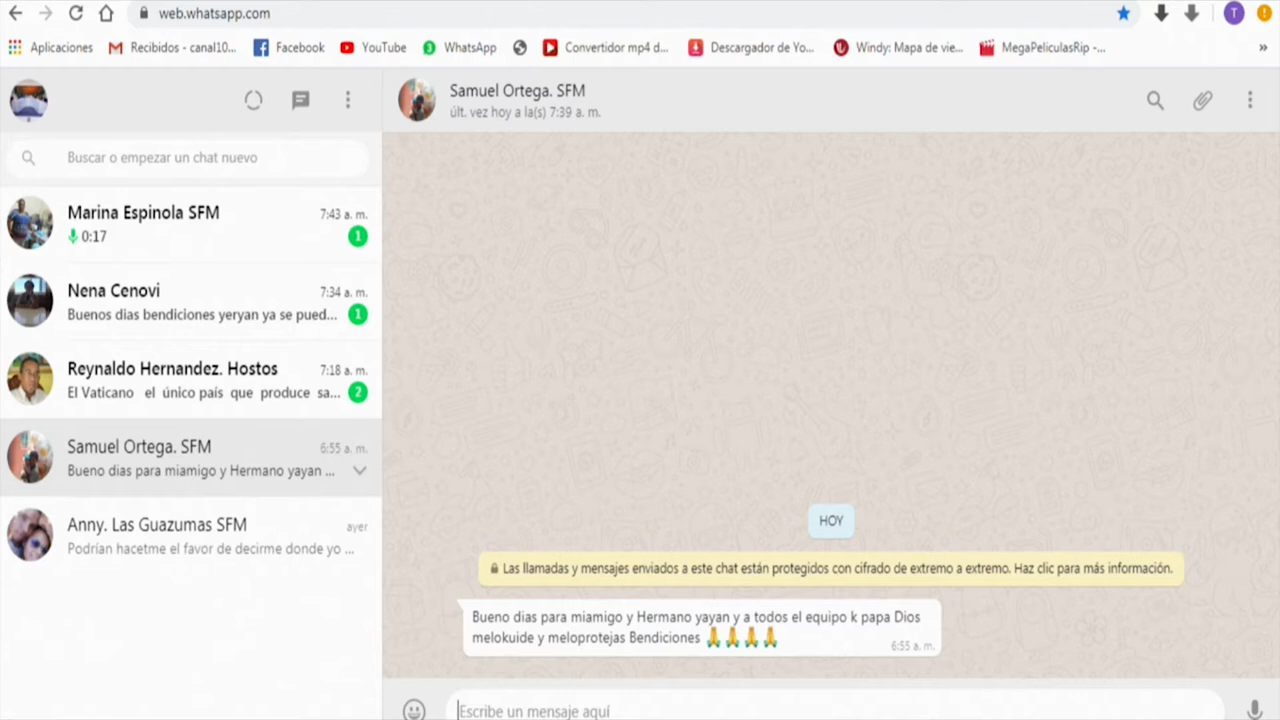 web.whatsapp.com
T
Aplicaciones
Recibidos - canal10...
Facebook
YouTube
WhatsApp
Convertidor mp4 d...
Descargador de Yo...
Windy: Mapa de vie...
MegaPeliculasRip -...
»
Samuel Ortega. SFM
últ. vez hoy a la(s) 7:39 a. m.
Buscar o empezar un chat nuevo
Marina Espinola SFM
7:43 a. m.
0:17
1
Nena Cenovi
7:34 a. m.
Buenos dias bendiciones yeryan ya se pued...
1
Reynaldo Hernandez. Hostos
7:18 a. m.
El Vaticano el único país que produce sa...
2
Samuel Ortega. SFM
6:55 a. m.
Bueno dias para miamigo y Hermano yayan ...
Anny. Las Guazumas SFM
ayer
Podrían hacetme el favor de decirme donde yo ...
HOY
Las llamadas y mensajes enviados a este chat están protegidos con cifrado de extremo a extremo. Haz clic para más información.
Bueno dias para miamigo y Hermano yayan y a todos el equipo k papa Dios
melokuide y meloprotejas Bendiciones 🙏🙏🙏🙏
6:55 a. m.
Escribe un mensaje aquí